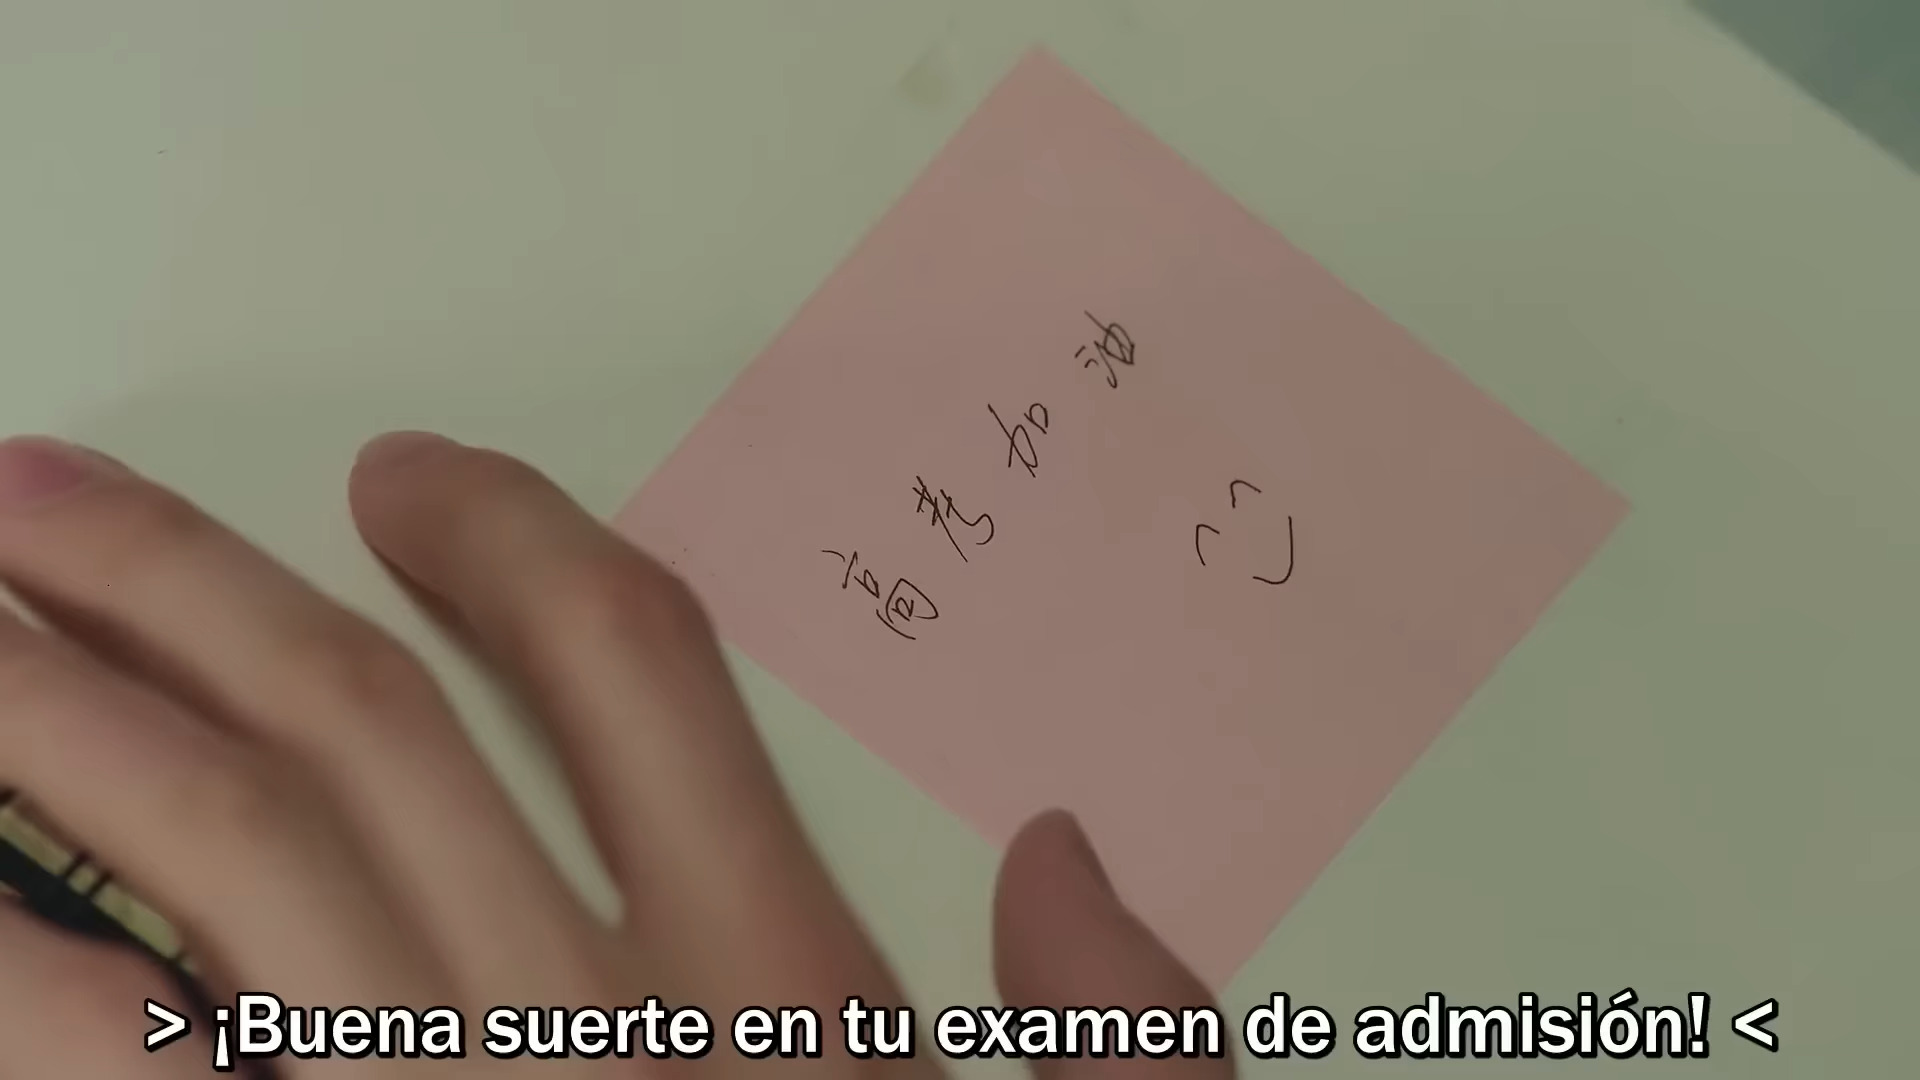 高考加油
> ¡Buena suerte en tu examen de admisión! <